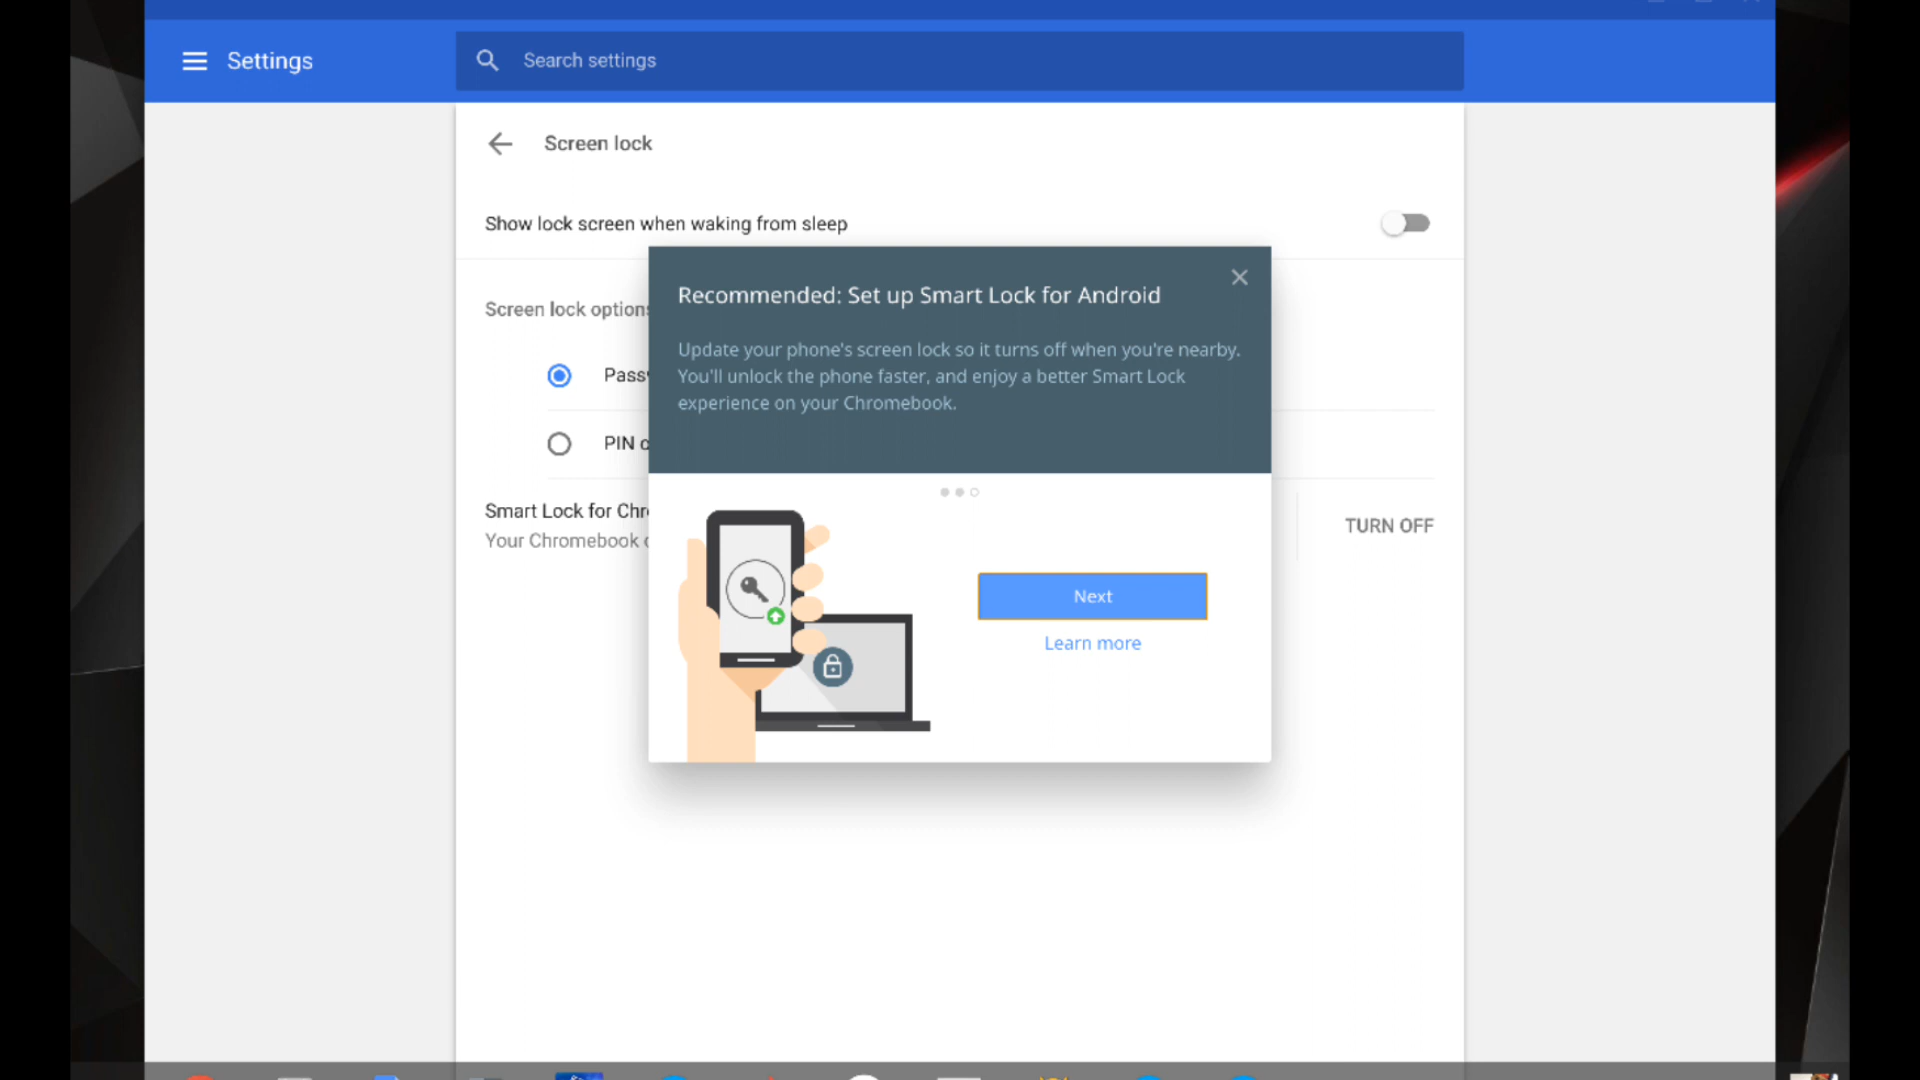 Settings
Search settings
Screen lock
Show lock screen when waking from sleep
Screen lock options
Recommended: Set up Smart Lock for Android
Update your phone's screen lock so it turns off when you're nearby.
You'll unlock the phone faster, and enjoy a better Smart Lock
experience on your Chromebook.
PIN
Smart Lock for
Your Chromebook
TURN OFF
Next
Learn more